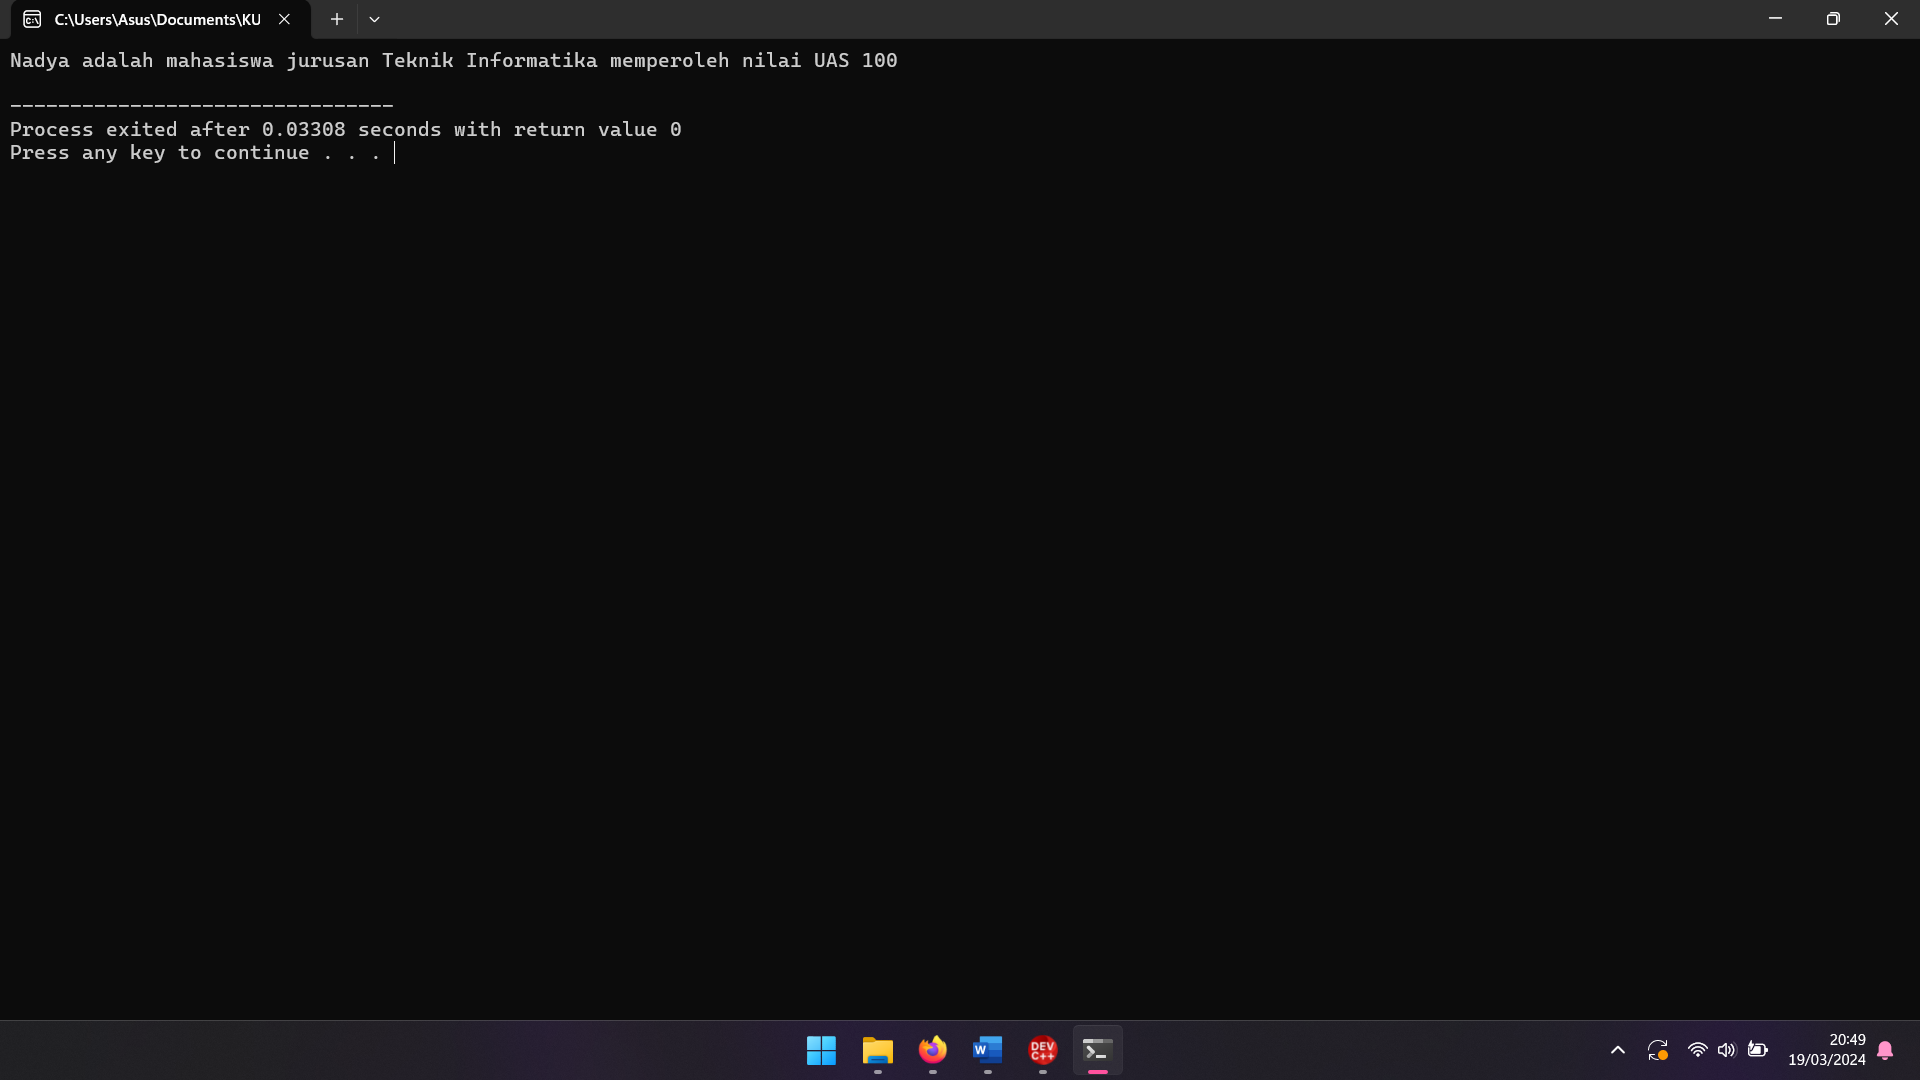 C:\Users\Asus\Documents\KU
Nadya adalah mahasiswa jurusan Teknik Informatika memperoleh nilai UAS 100
--------------------------------
Process exited after 0.03308 seconds with return value 0
Press any key to continue . . .
W
DEV
C++
20:49
19/03/2024